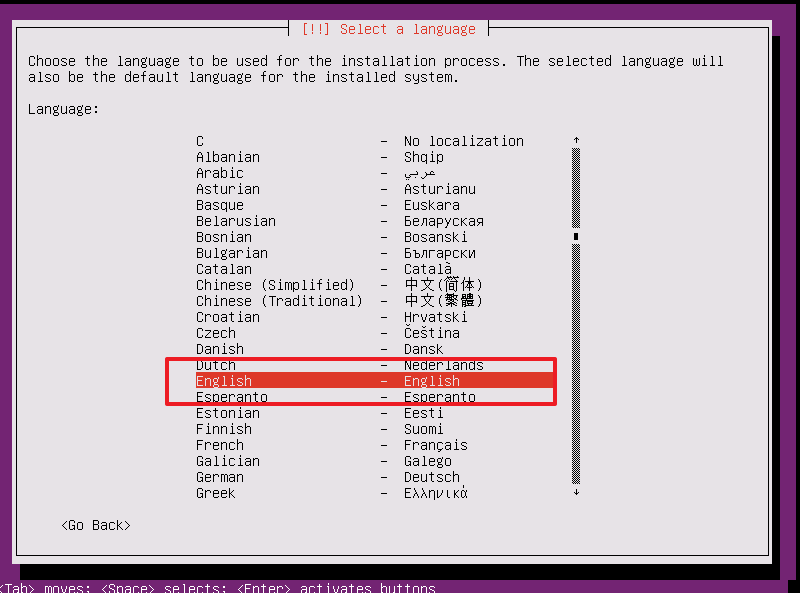 [!!] Select a language
Choose the language to be used for the installation process. The selected language will
also be the default language for the installed system.
Language:
C - No localization
Albanian - Shqip
Arabic - عربي
Asturian - Asturianu
Basque - Euskara
Belarusian - Беларуская
Bosnian - Bosanski
Bulgarian - Български
Catalan - Català
Chinese (Simplified) - 中文(简体)
Chinese (Traditional) - 中文(繁體)
Croatian - Hrvatski
Czech - Čeština
Danish - Dansk
Dutch - Nederlands
English - English
Esperanto - Esperanto
Estonian - Eesti
Finnish - Suomi
French - Français
Galician - Galego
German - Deutsch
Greek - Ελληνικά
<Go Back>
<Tab> moves; <Space> selects; <Enter> activates buttons